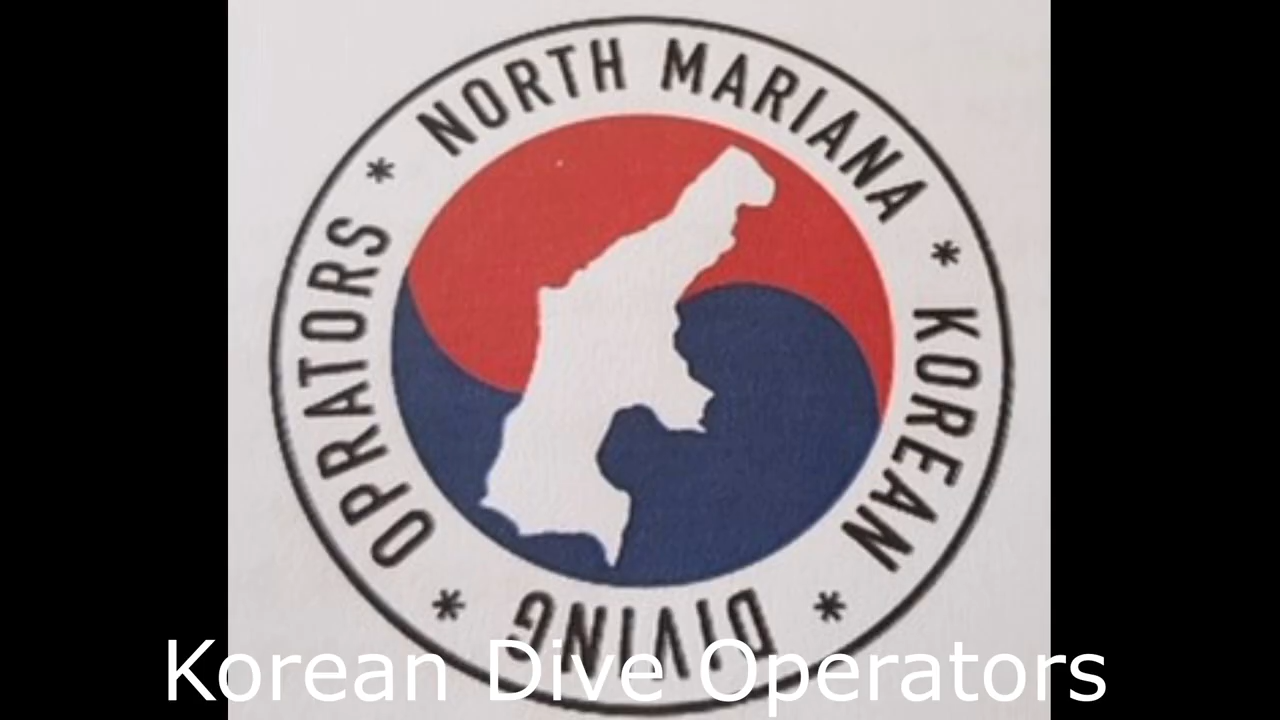 NORTH MARIANA * KOREAN * DIVING * OPRATORS *
Korean Dive Operators